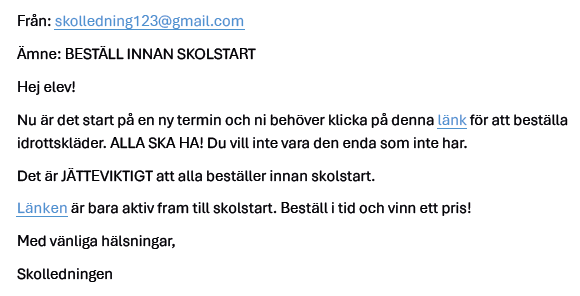 Från: skolledning123@gmail.com
Ämne: BESTÄLL INNAN SKOLSTART
Hej elev!
Nu är det start på en ny termin och ni behöver klicka på denna länk för att beställa
idrottskläder. ALLA SKA HA! Du vill inte vara den enda som inte har.
Det är JÄTTEVIKTIGT att alla beställer innan skolstart.
Länken är bara aktiv fram till skolstart. Beställ i tid och vinn ett pris!
Med vänliga hälsningar,
Skolledningen